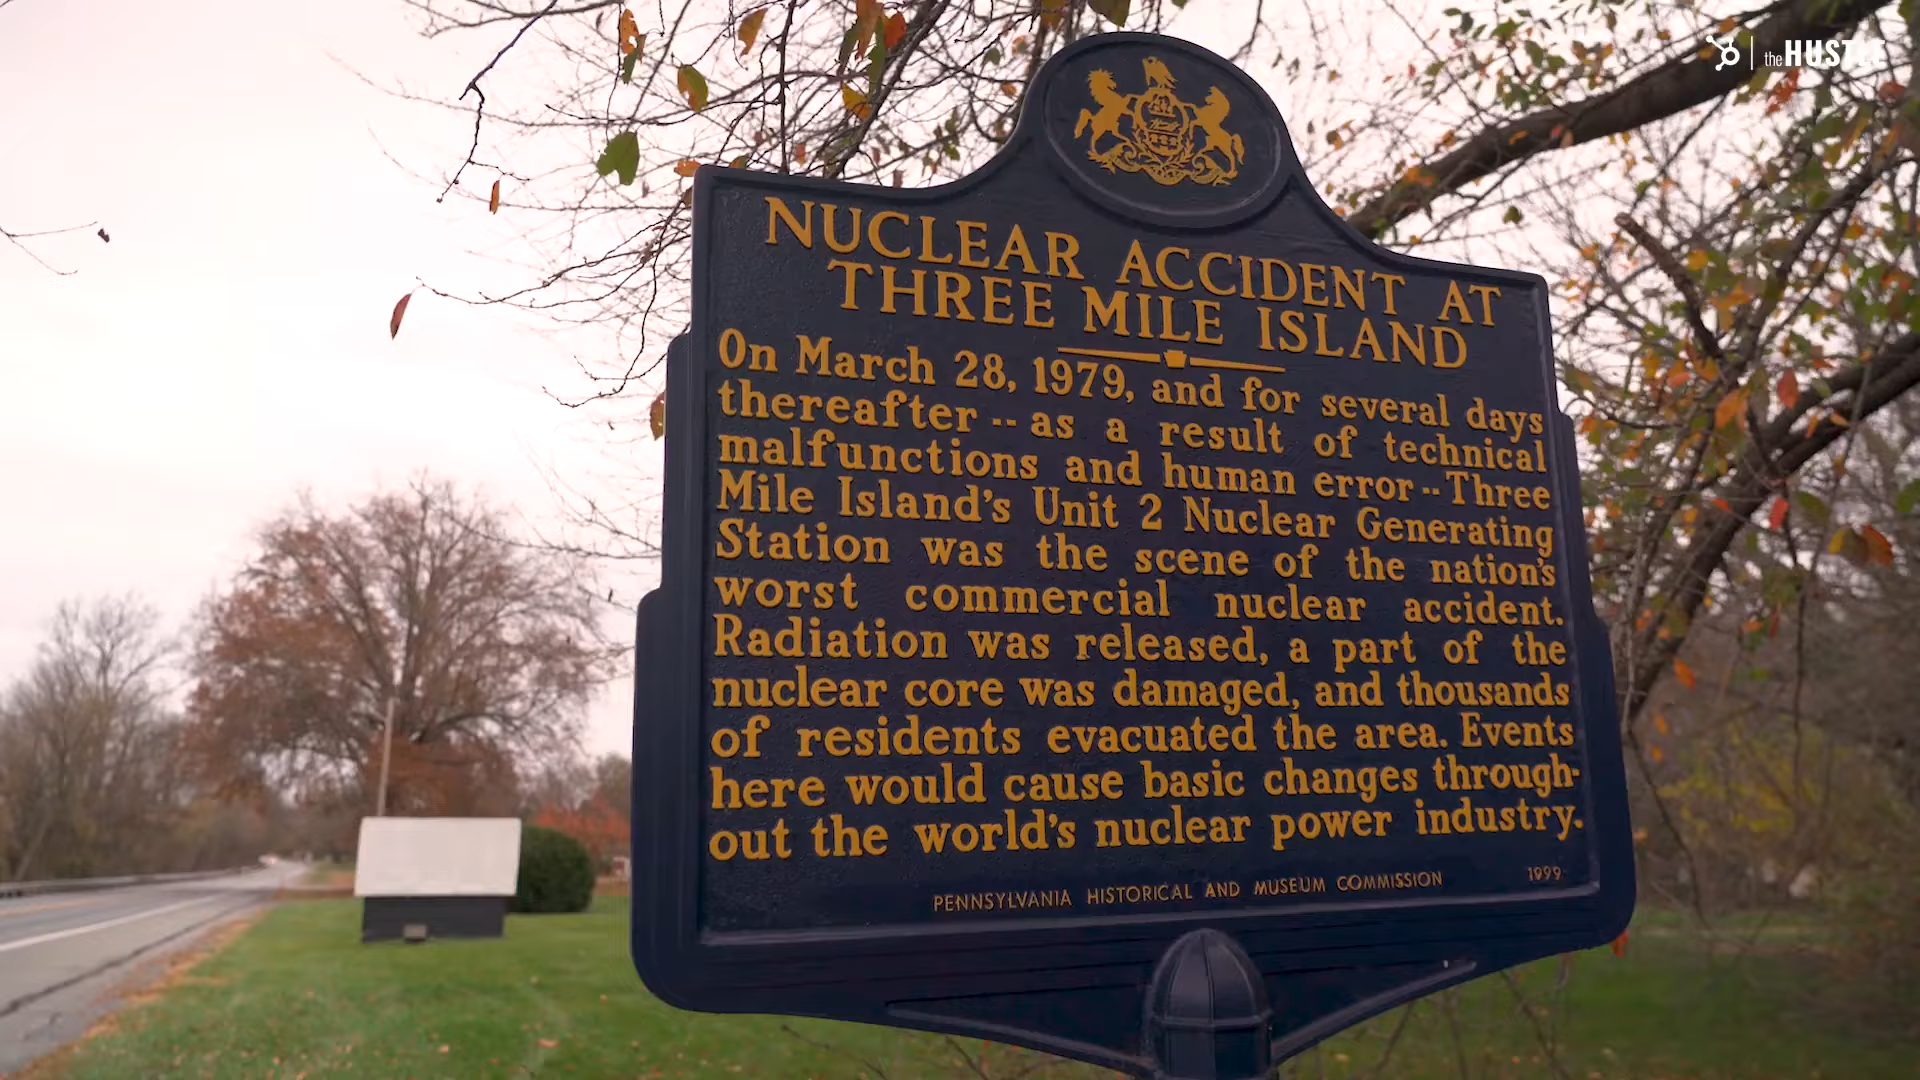 the HUSTLE
NUCLEAR ACCIDENT AT
THREE MILE ISLAND
On March 28, 1979, and for several days
thereafter -- as a result of technical
malfunctions and human error -- Three
Mile Island's Unit 2 Nuclear Generating
Station was the scene of the nation's
worst commercial nuclear accident.
Radiation was released, a part of the
nuclear core was damaged, and thousands
of residents evacuated the area. Events
here would cause basic changes through-
out the world's nuclear power industry.
PENNSYLVANIA HISTORICAL AND MUSEUM COMMISSION 1999